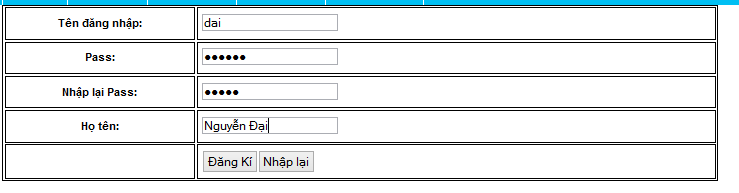 Tên đăng nhập: dai
Pass: ●●●●●●
Nhập lại Pass: ●●●●●
Họ tên: Nguyễn Đại
Đăng Kí Nhập lại